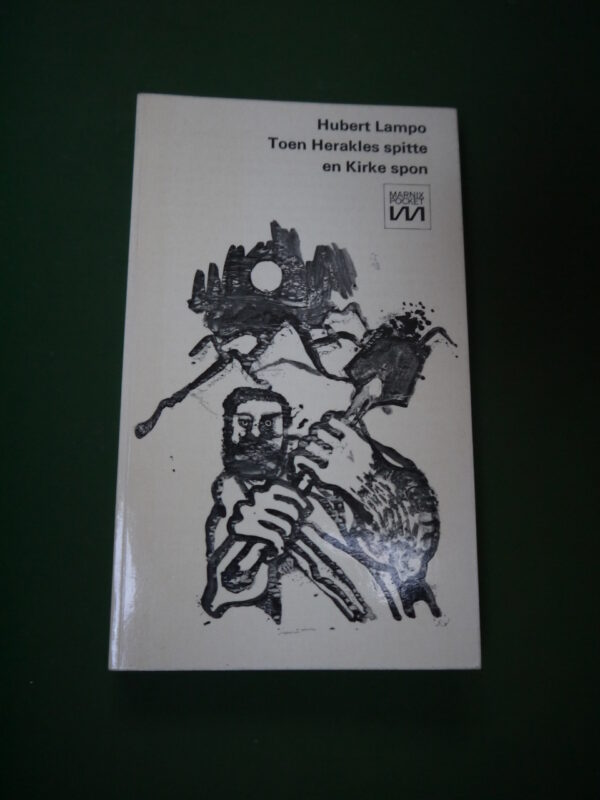 Hubert Lampo
Toen Herakles spitte
en Kirke spon
MARNIX
POCKET